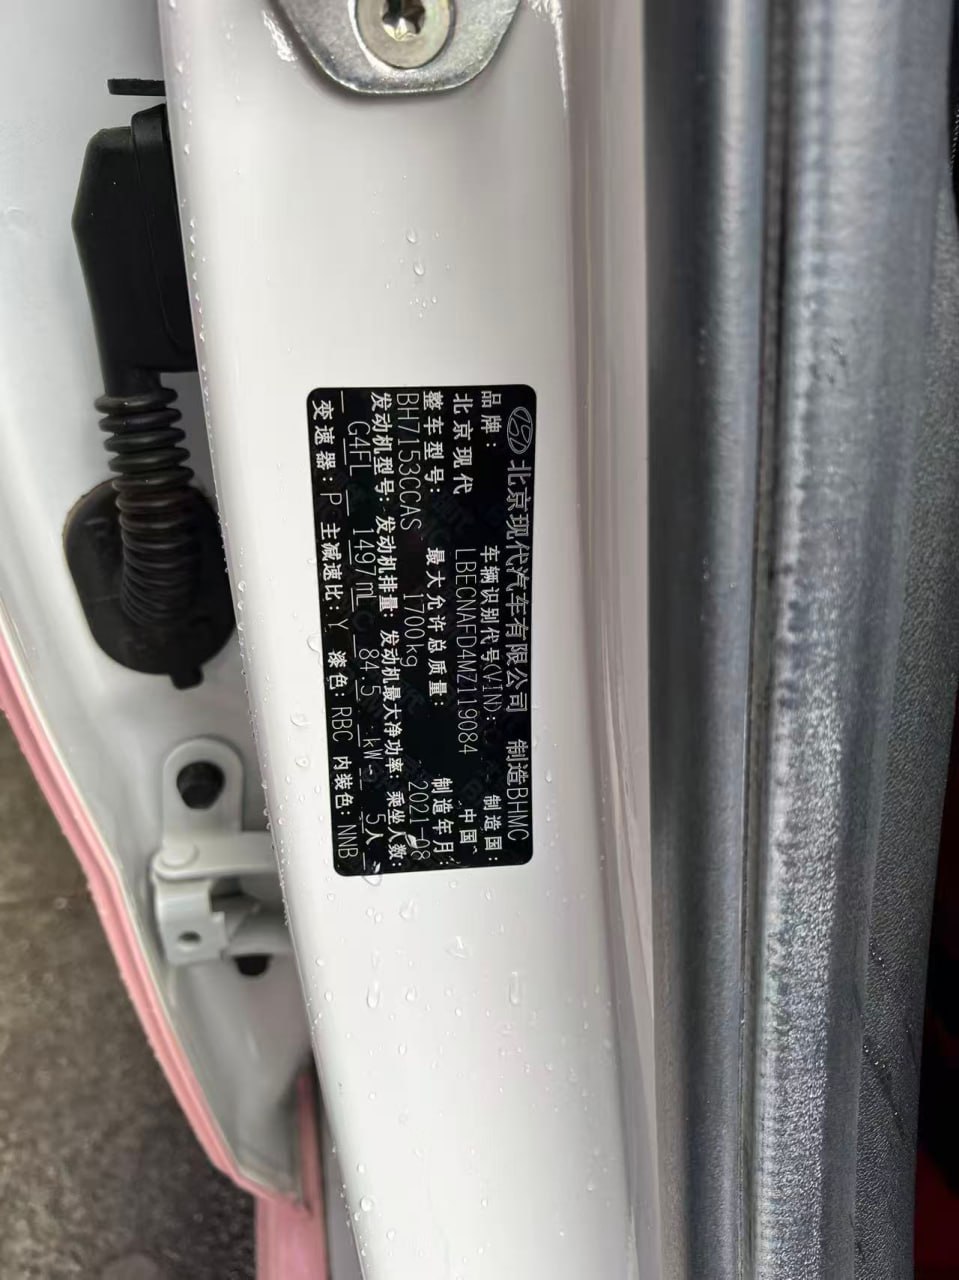 北京现代汽车有限公司 制造BHMC
品牌: 车辆识别代号(VIN): 制造国:
北京现代 LBECNAFD4MZ119084 中国
整车型号: 最大允许总质量: 制造年月:
BH7153CCAS 1700kg 2021-08
发动机型号: 发动机排量: 发动机最大净功率: 乘坐人数:
G4FL 1497mL 84.5 kW 5人
变速器: P 主减速比: Y 漆色: RBC 内装色: NNB